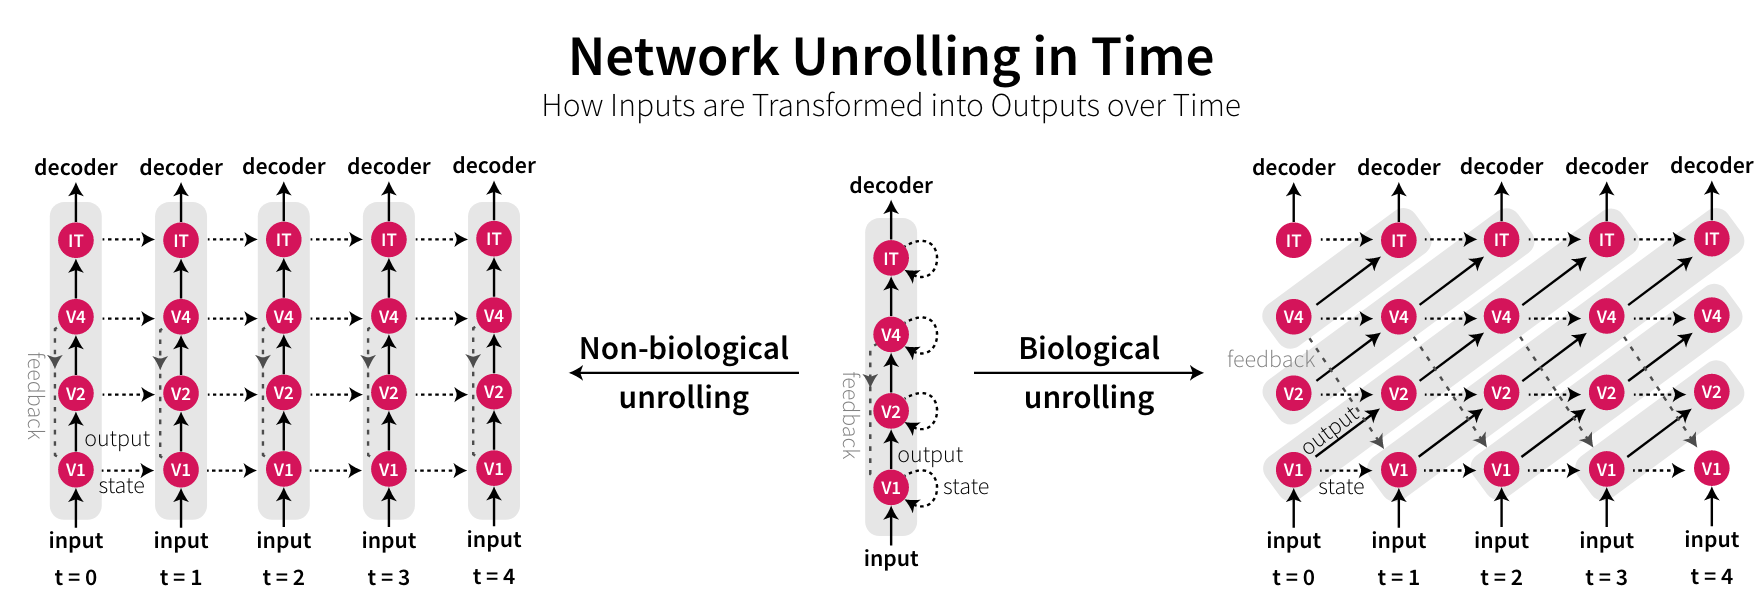 Network Unrolling in Time
How Inputs are Transformed into Outputs over Time
decoder decoder decoder decoder decoder
IT IT IT IT IT
V4 V4 V4 V4 V4
feedback
V2 V2 V2 V2 V2
output
V1 V1 V1 V1 V1
state
input input input input input
t = 0 t = 1 t = 2 t = 3 t = 4
Non-biological
unrolling
decoder
IT
V4
feedback
V2
output
V1
state
input
Biological
unrolling
decoder decoder decoder decoder decoder
IT IT IT IT IT
V4 V4 V4 V4 V4
feedback
V2 V2 V2 V2 V2
output
V1 V1 V1 V1 V1
state
input input input input input
t = 0 t = 1 t = 2 t = 3 t = 4